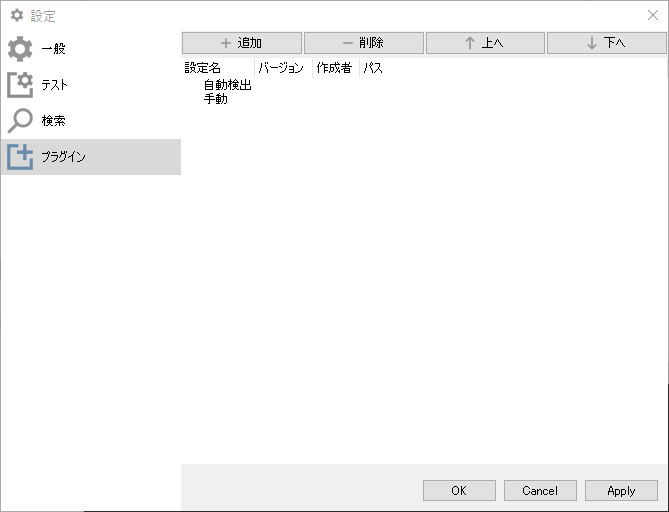 設定
一般
テスト
検索
プラグイン
追加
削除
上へ
下へ
設定名 バージョン 作成者 パス
自動検出
手動
OK Cancel Apply